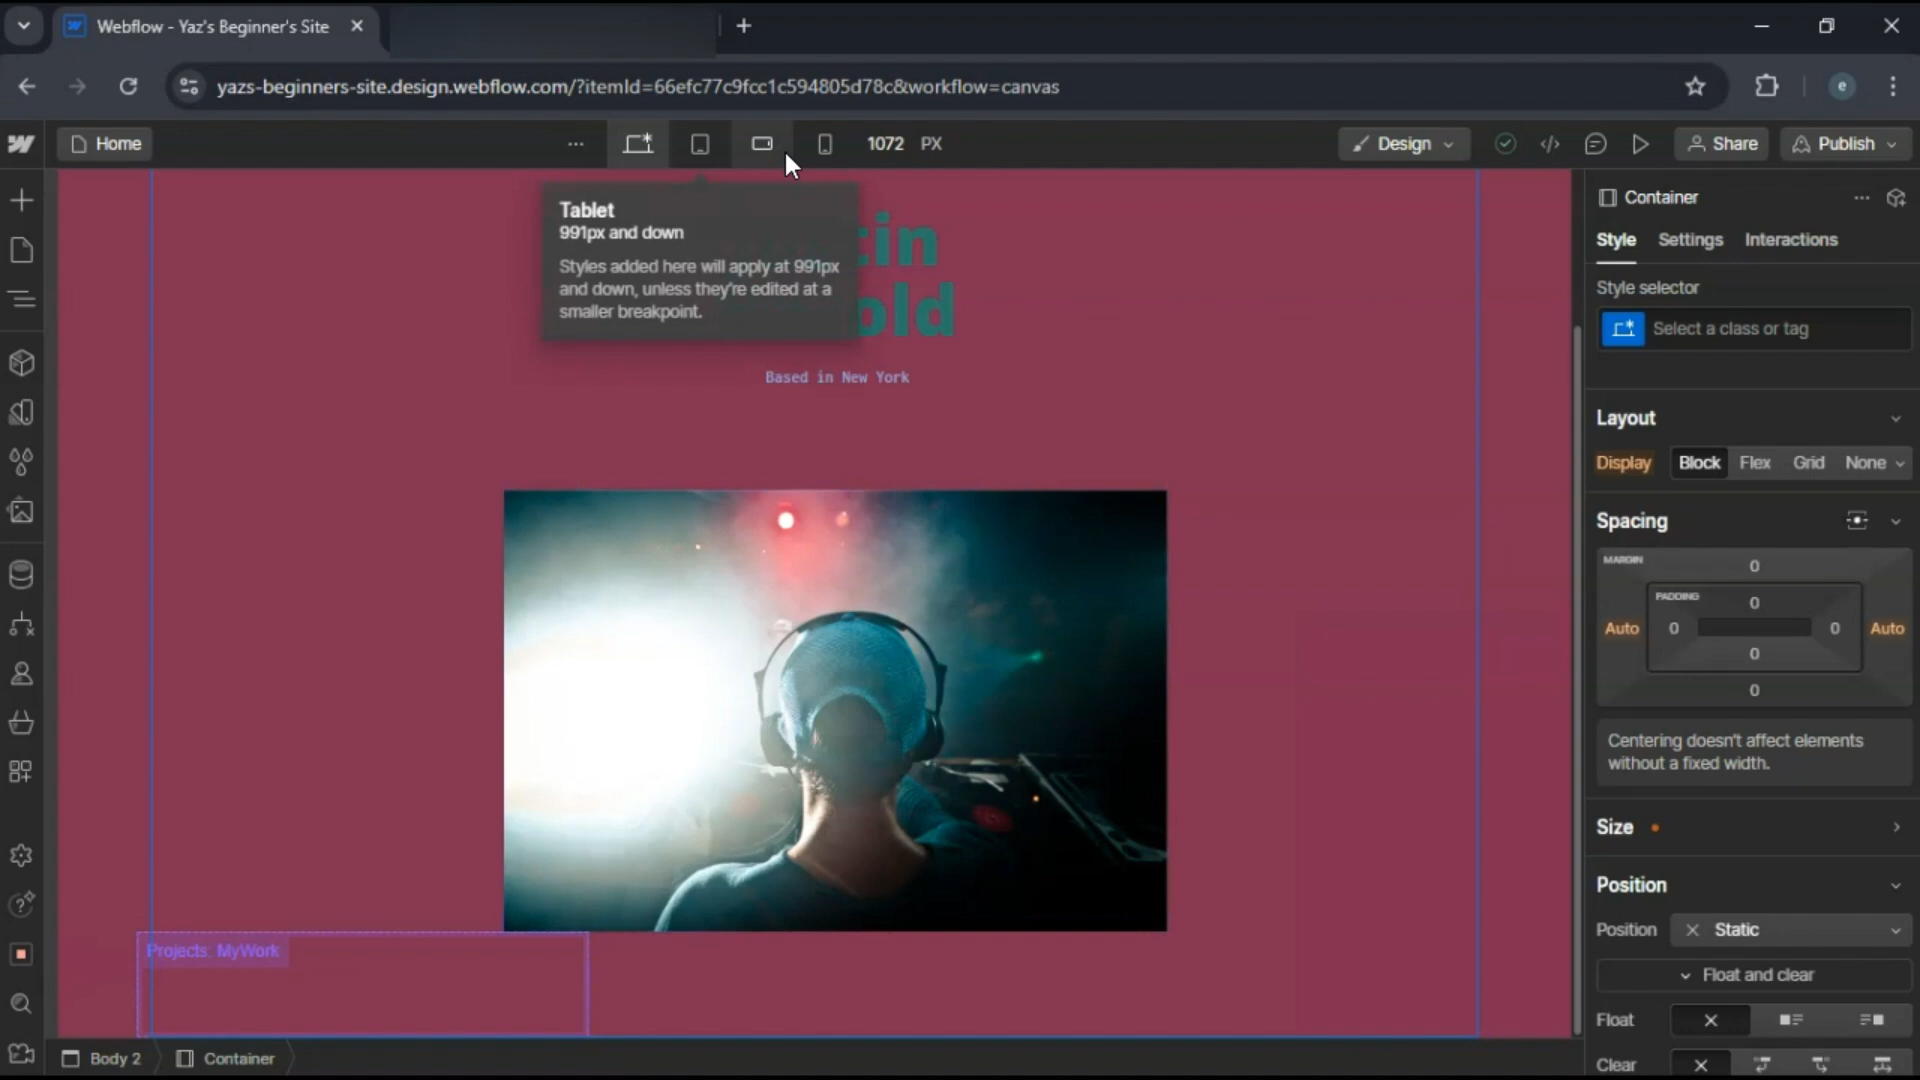 Webflow - Yaz's Beginner's Site
yazs-beginners-site.design.webflow.com/?itemId=66efc77c9fcc1c594805d78c&workflow=canvas
e
Home
1072 PX
Design
Share
Publish
Tablet
991px and down
Styles added here will apply at 991px
and down, unless they're edited at a
smaller breakpoint.
Based in New York
Projects: MyWork
Container
Style Settings Interactions
Style selector
Select a class or tag
Layout
Display Block Flex Grid None
Spacing
MARGIN
0
PADDING
0
Auto 0 0 Auto
0
0
Centering doesn't affect elements
without a fixed width.
Size
Position
Position Static
Float and clear
Float
Clear
Body 2 Container